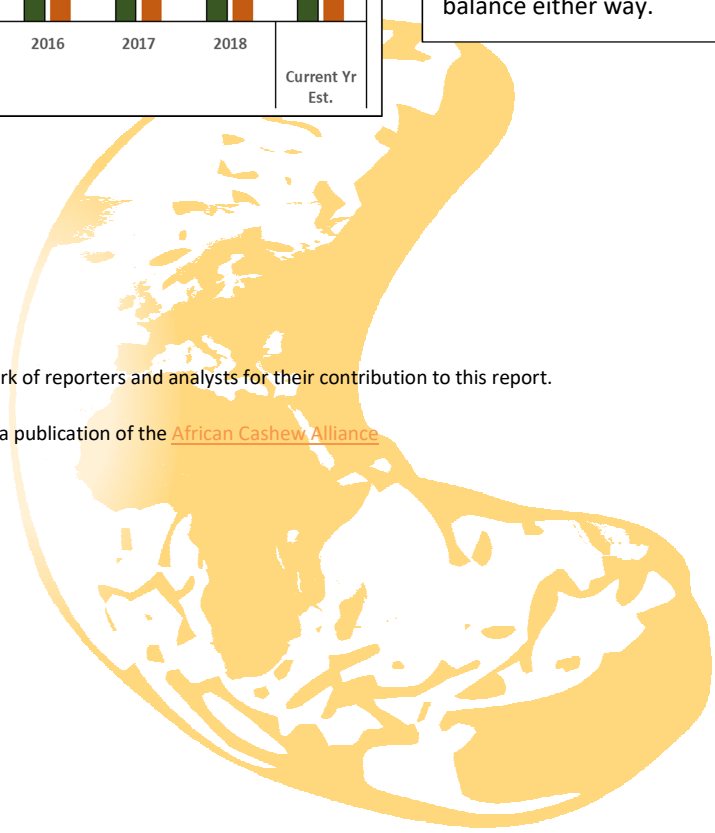 balance either way.
2016 2017 2018
Current Yr
Est.
rk of reporters and analysts for their contribution to this report.
a publication of the African Cashew Alliance